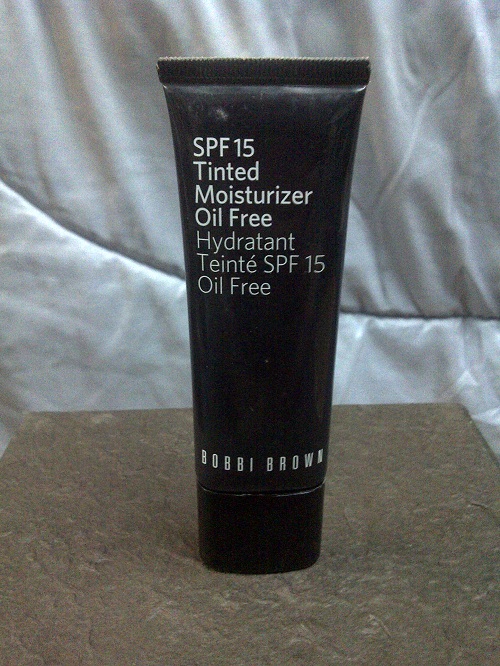 SPF 15
Tinted
Moisturizer
Oil Free
Hydratant
Teinté SPF 15
Oil Free
BOBBI BROWN